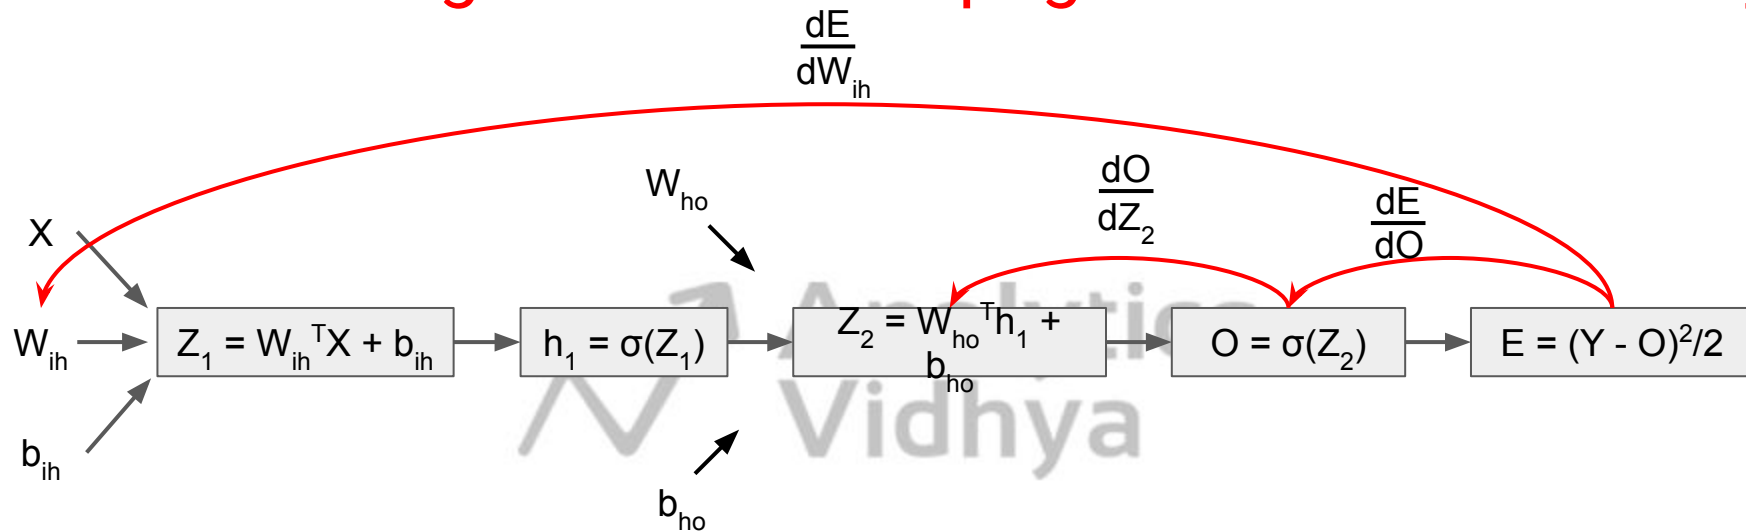 dE
dW_ih
W_ho
dO
dZ_2
dE
dO
X
W_ih
Z_1 = W_ih^T X + b_ih
h_1 = σ(Z_1)
Z_2 = W_ho^T h_1 +
b_ho
O = σ(Z_2)
E = (Y - O)^2/2
b_ih
b_ho
Analytics
Vidhya